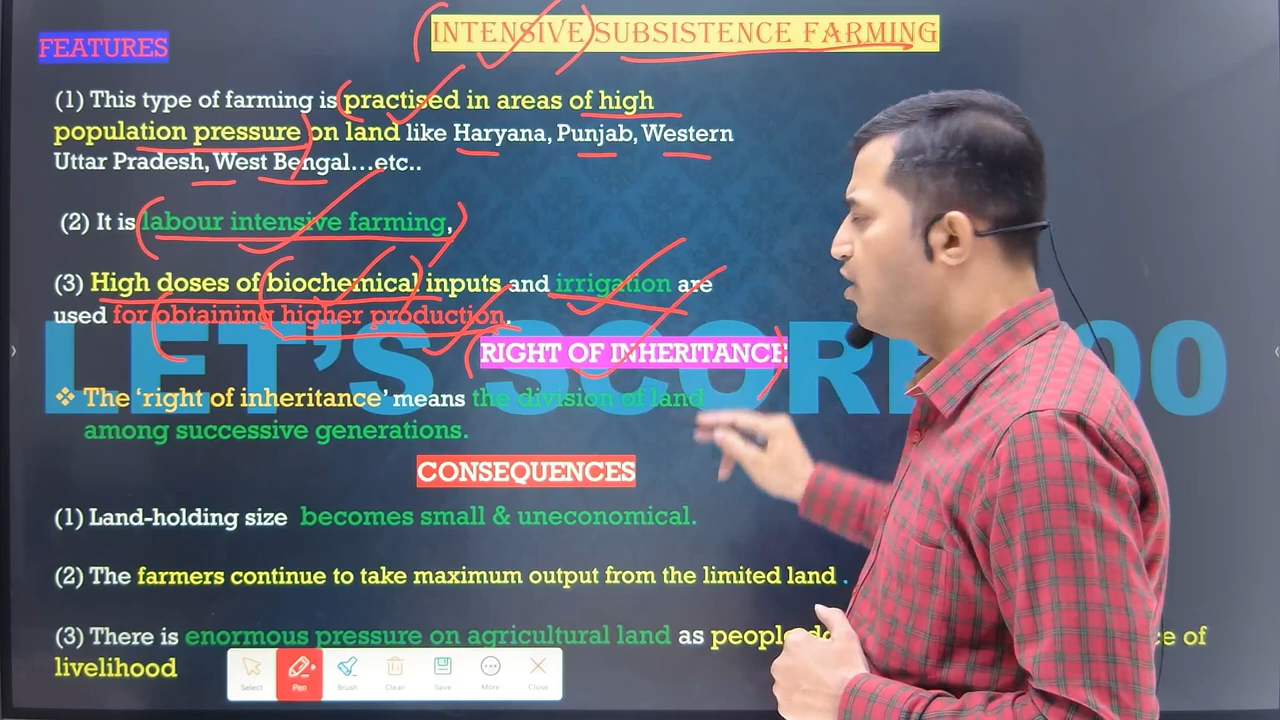 INTENSIVE SUBSISTENCE FARMING
FEATURES
(1) This type of farming is practised in areas of high
population pressure on land like Haryana, Punjab, Western
Uttar Pradesh, West Bengal...etc..
(2) It is labour intensive farming,
(3) High doses of biochemical inputs and irrigation are
used for obtaining higher production.
LET'S SCORE 00
RIGHT OF INHERITANCE
❖ The 'right of inheritance' means the division of land
among successive generations.
CONSEQUENCES
(1) Land-holding size becomes small & uneconomical.
(2) The farmers continue to take maximum output from the limited land .
(3) There is enormous pressure on agricultural land as people of
livelihood
Select Pen Brush Clean Save More Close